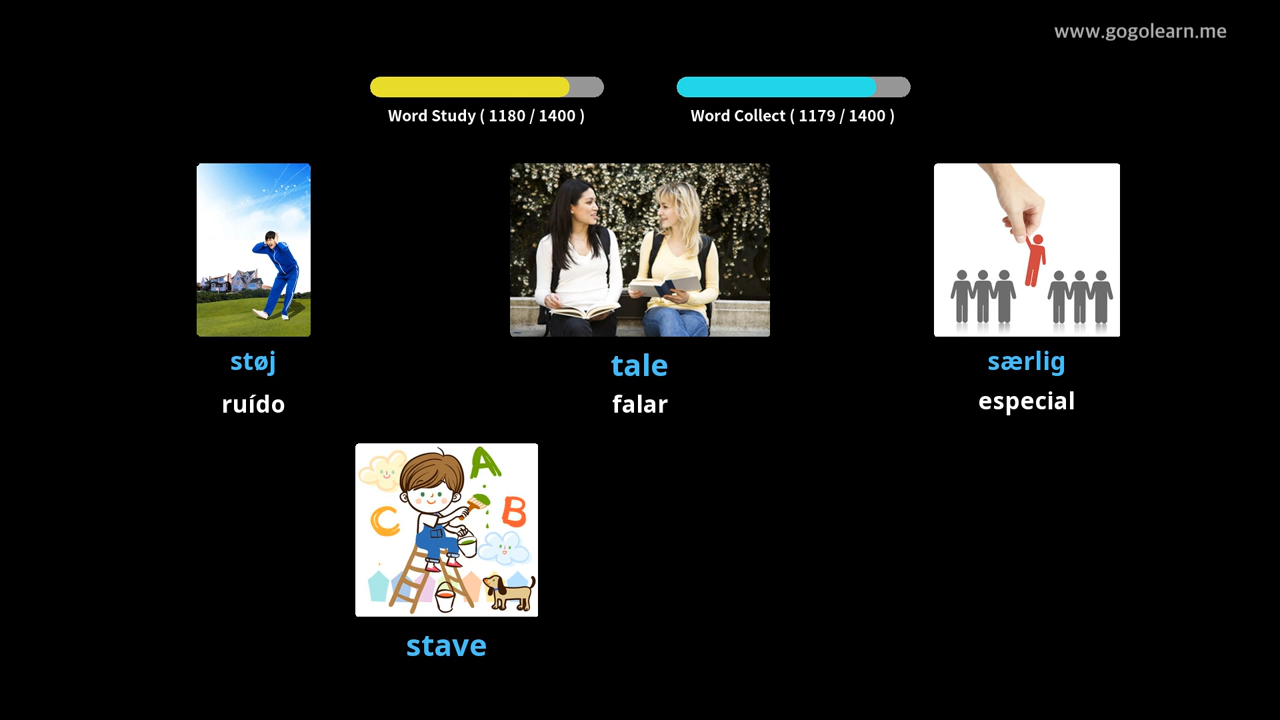 www.gogolearn.me
Word Study ( 1180 / 1400 )
Word Collect ( 1179 / 1400 )
støj
tale
særlig
ruído
falar
especial
A
B
C
stave